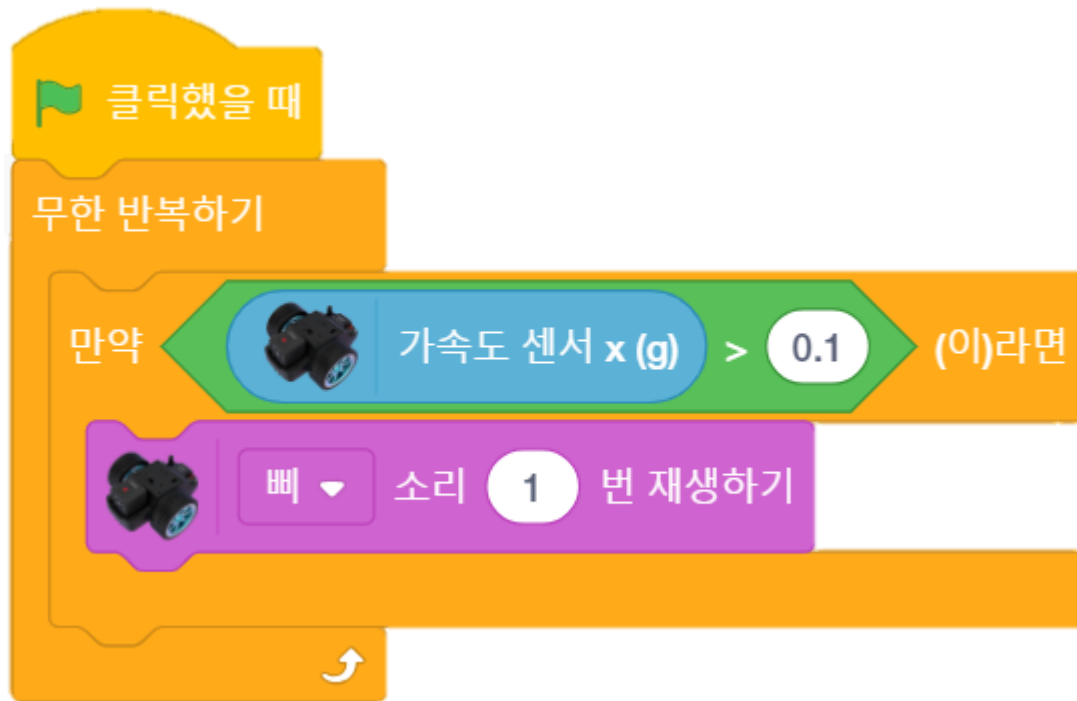 클릭했을 때
무한 반복하기
만약 가속도 센서 x (g) > 0.1 (이)라면
삐 소리 1 번 재생하기